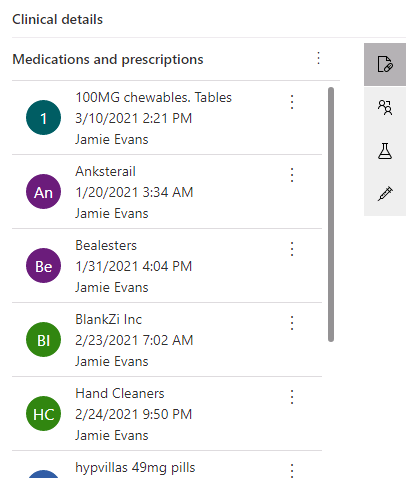 Clinical details
Medications and prescriptions
1
100MG chewables. Tables
3/10/2021 2:21 PM
Jamie Evans
An
Anksterail
1/20/2021 3:34 AM
Jamie Evans
Be
Bealesters
1/31/2021 4:04 PM
Jamie Evans
Bl
BlankZi Inc
2/23/2021 7:02 AM
Jamie Evans
HC
Hand Cleaners
2/24/2021 9:50 PM
Jamie Evans
hypvillas 49mg pills